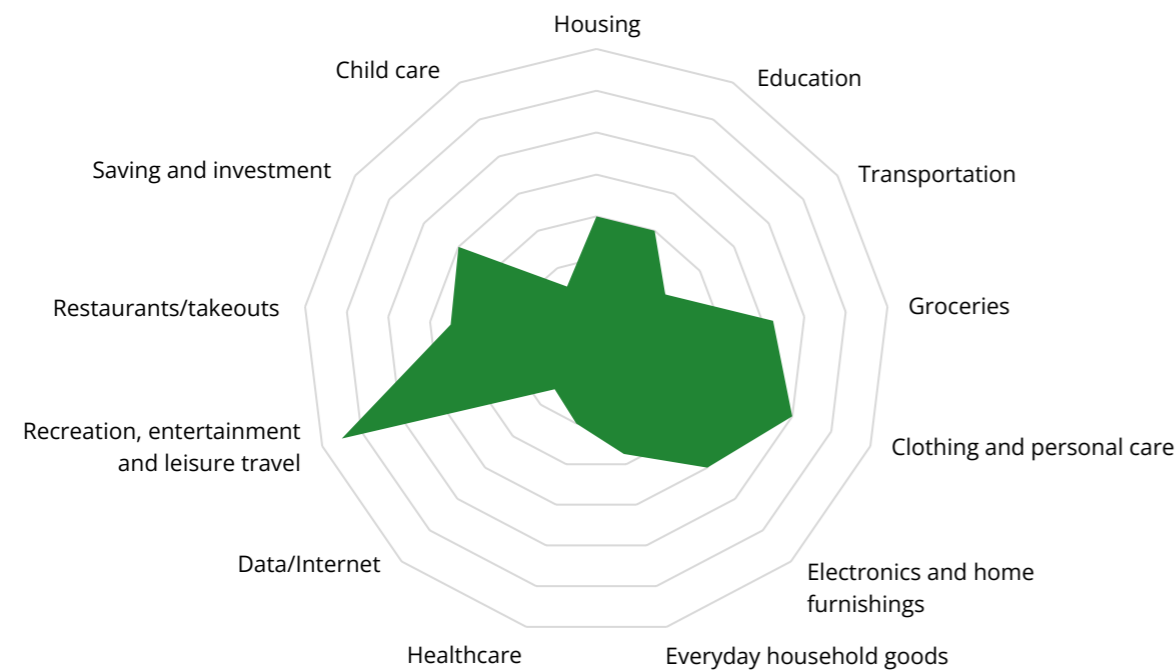 Housing
Education
Transportation
Groceries
Clothing and personal care
Electronics and home
furnishings
Everyday household goods
Healthcare
Data/Internet
Recreation, entertainment
and leisure travel
Restaurants/takeouts
Saving and investment
Child care